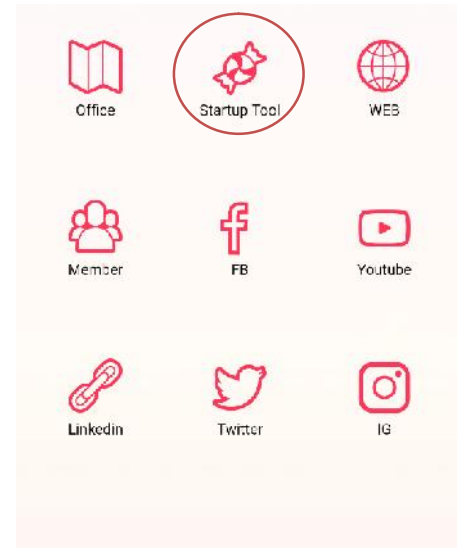 Office
Startup Tool
WEB
Member
FB
Youtube
Linkedin
Twitter
IG